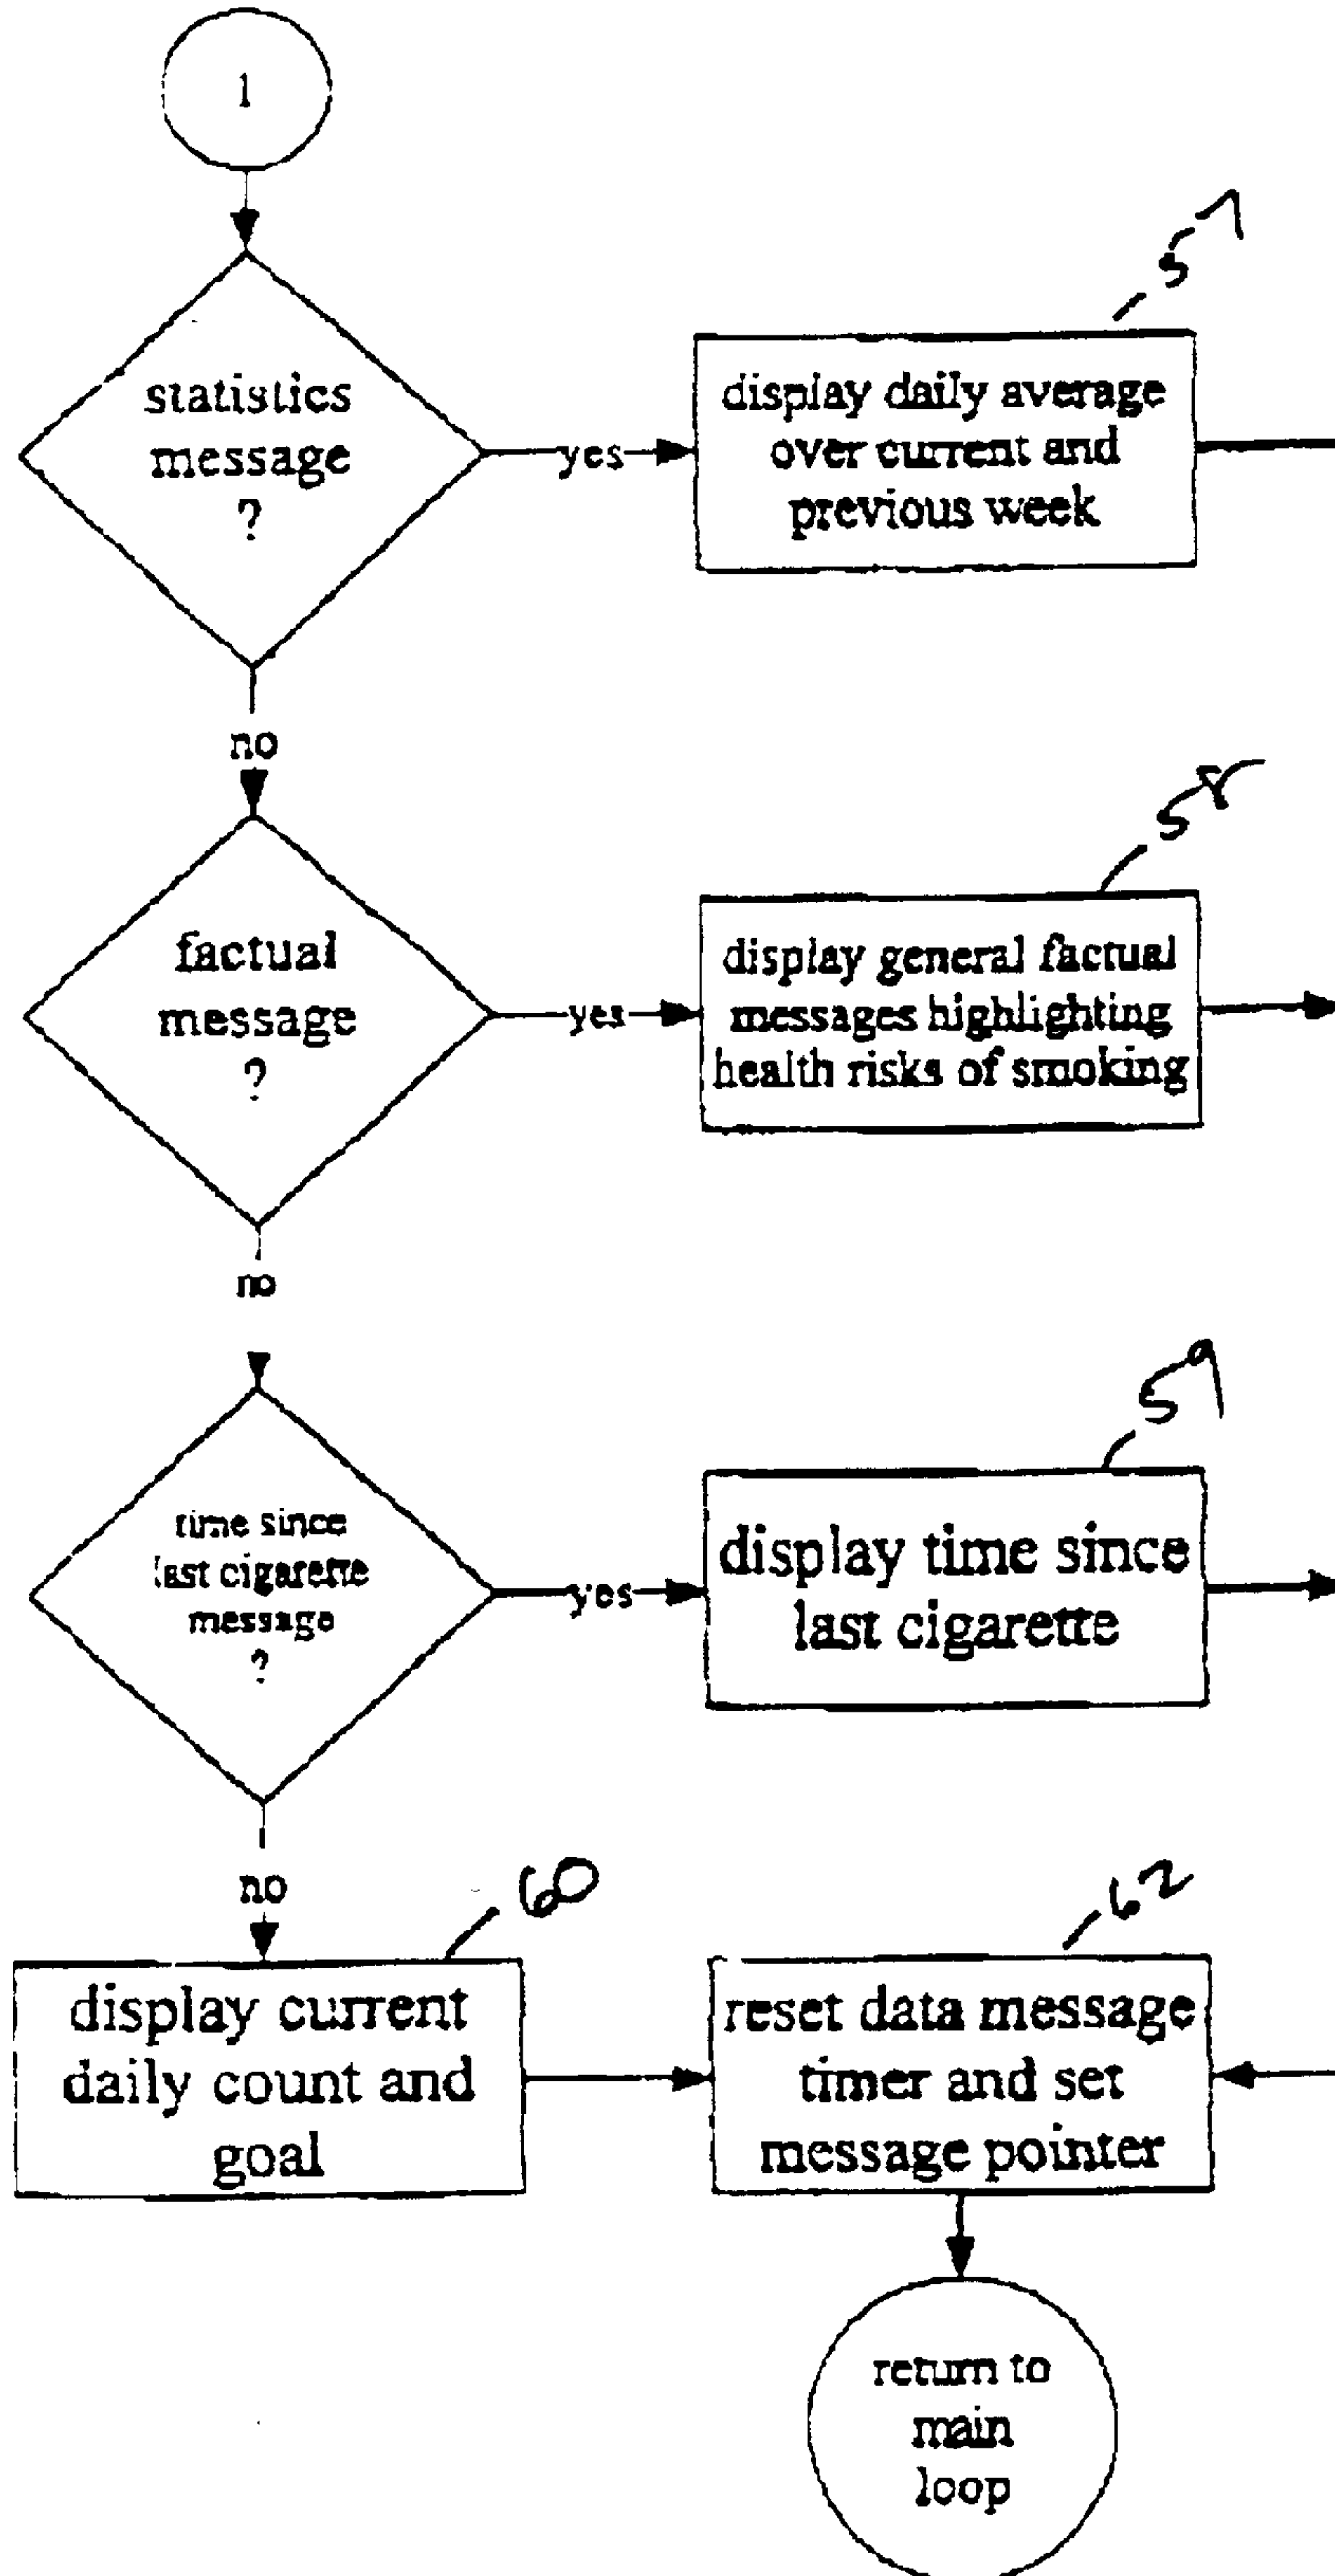 1
57
statistics
message
?
yes
display daily average
over current and
previous week
no
58
factual
message
?
yes
display general factual
messages highlighting
health risks of smoking
no
59
time since
last cigarette
message
?
yes
display time since
last cigarette
no
60
display current
daily count and
goal
62
reset data message
timer and set
message pointer
return to
main
loop